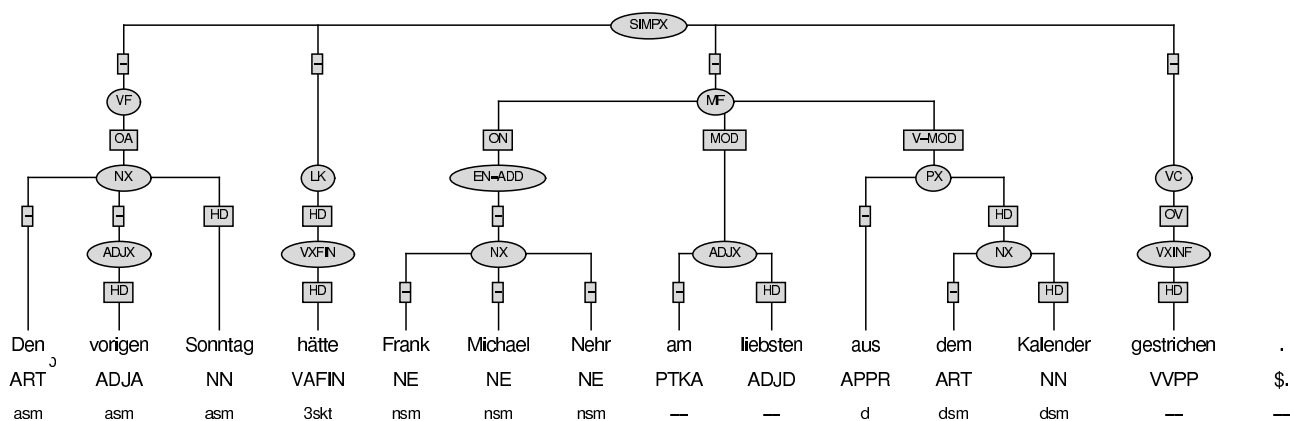 SIMPX
– – – –
VF MF
OA ON MOD V–MOD
NX LK EN–ADD PX VC
– – HD HD – – HD OV
ADJX VXFIN NX ADJX NX VXINF
HD HD – – – – HD – HD HD
Den vorigen Sonntag hätte Frank Michael Nehr am liebsten aus dem Kalender gestrichen .
ART J ADJA NN VAFIN NE NE NE PTKA ADJD APPR ART NN VVPP $.
asm asm asm 3skt nsm nsm nsm –– –– d dsm dsm –– ––